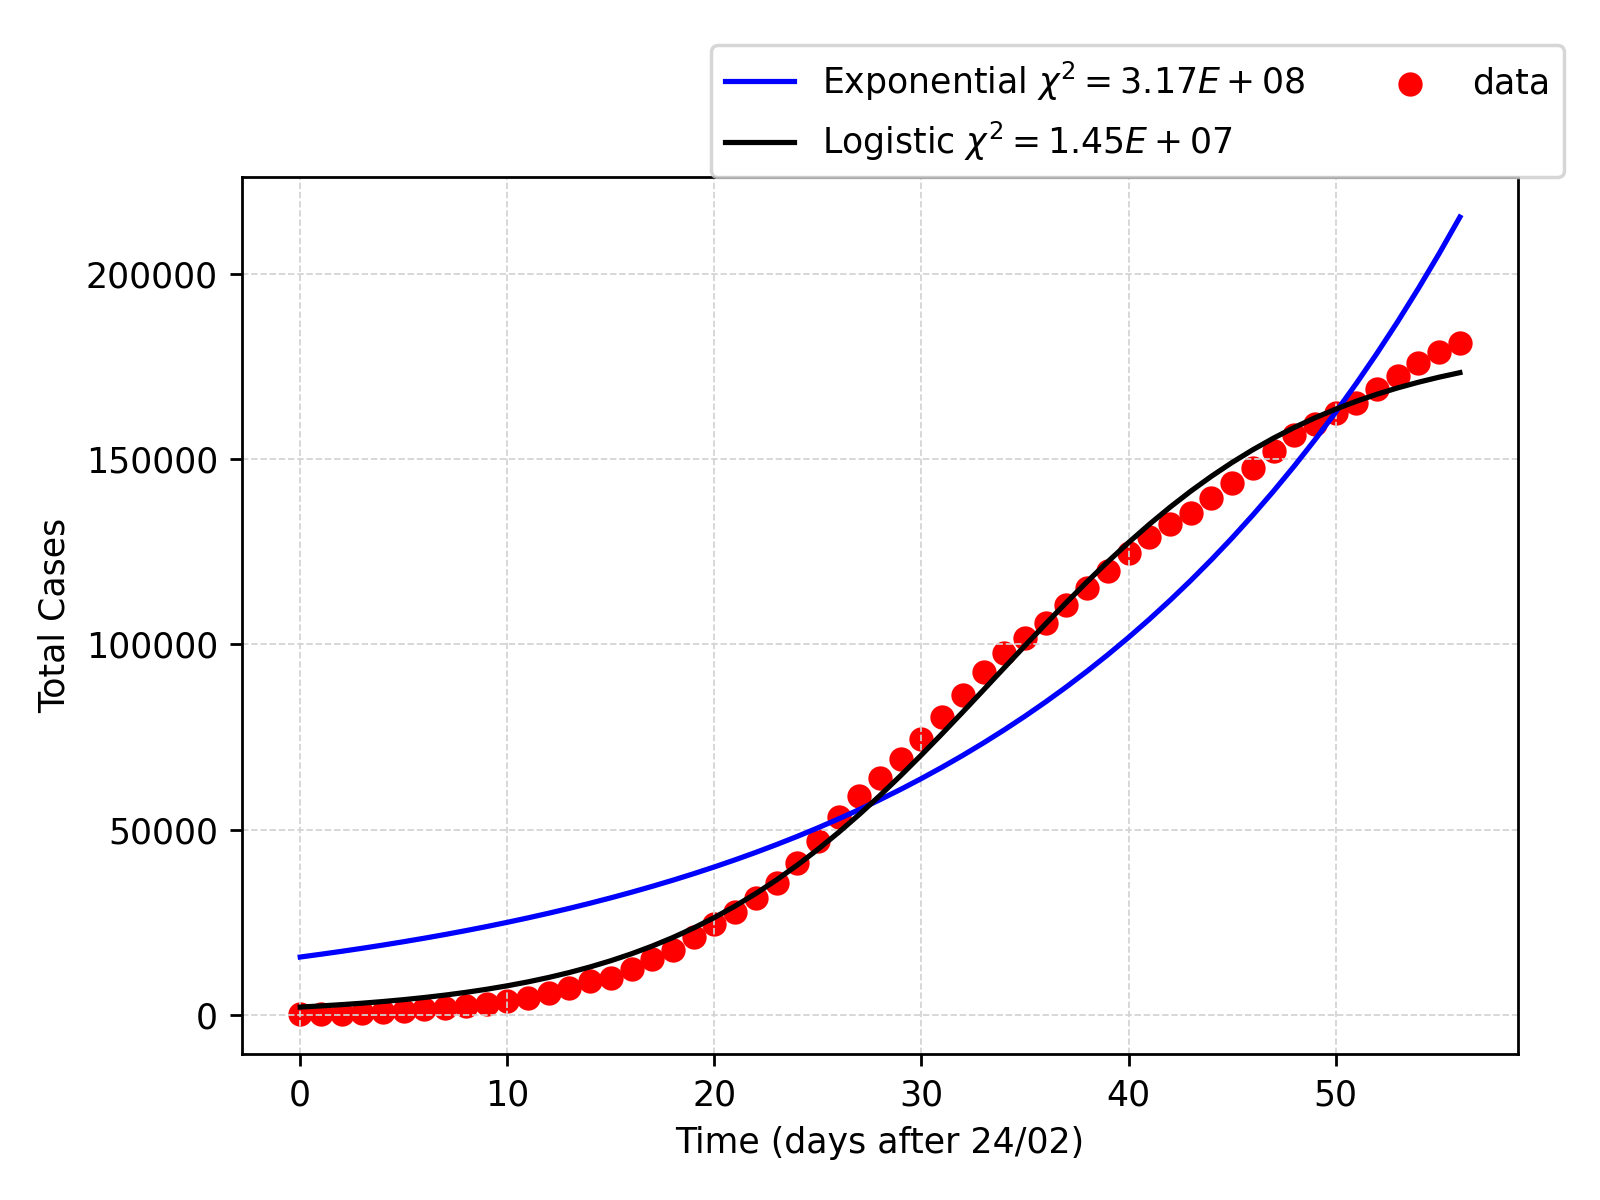 Exponential χ² = 3.17E + 08
data
Logistic χ² = 1.45E + 07
200000
150000
100000
50000
0
Total Cases
0 10 20 30 40 50
Time (days after 24/02)